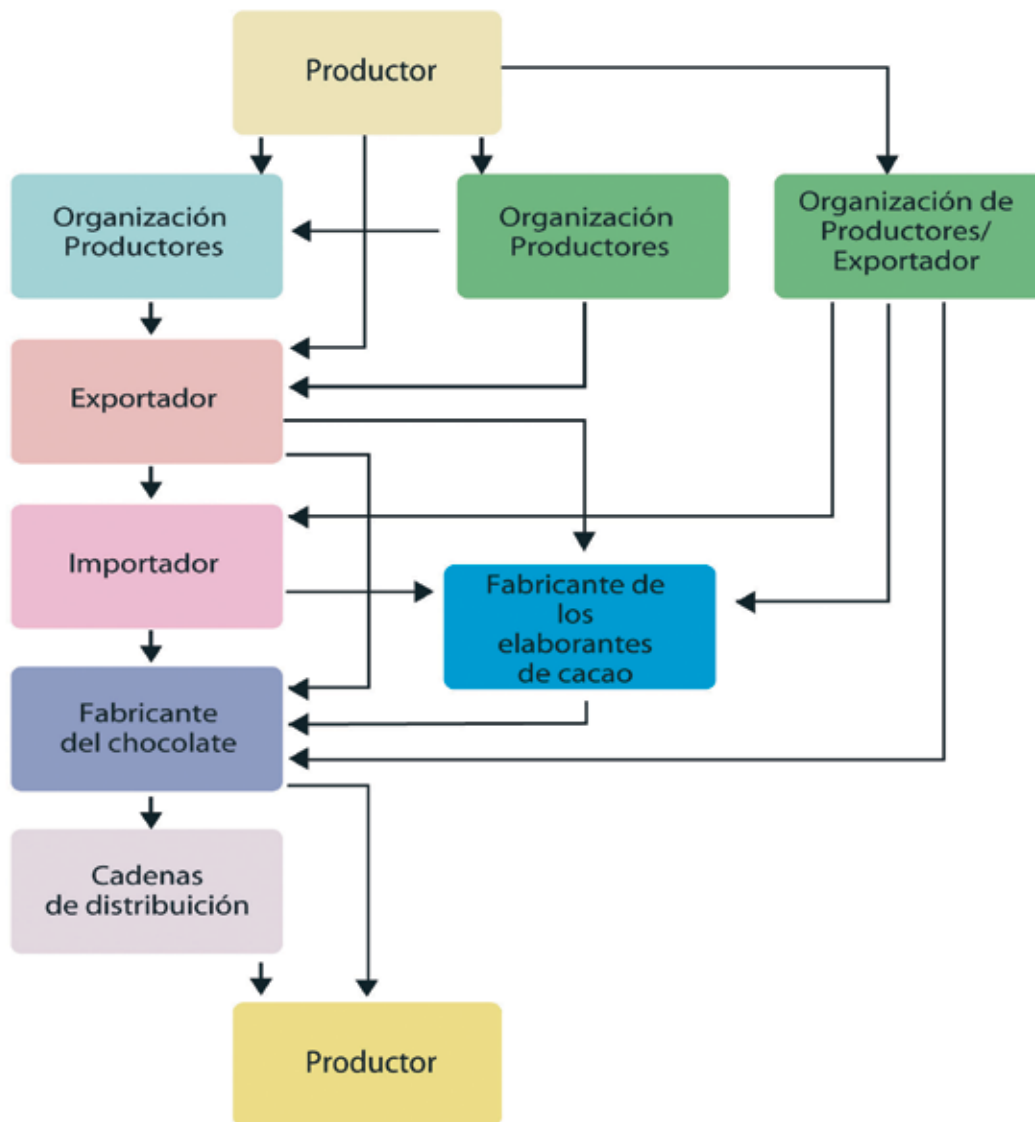 Productor
Organización
Productores
Organización
Productores
Organización de
Productores/
Exportador
Exportador
Importador
Fabricante de
los
elaborantes
de cacao
Fabricante
del chocolate
Cadenas
de distribuición
Productor